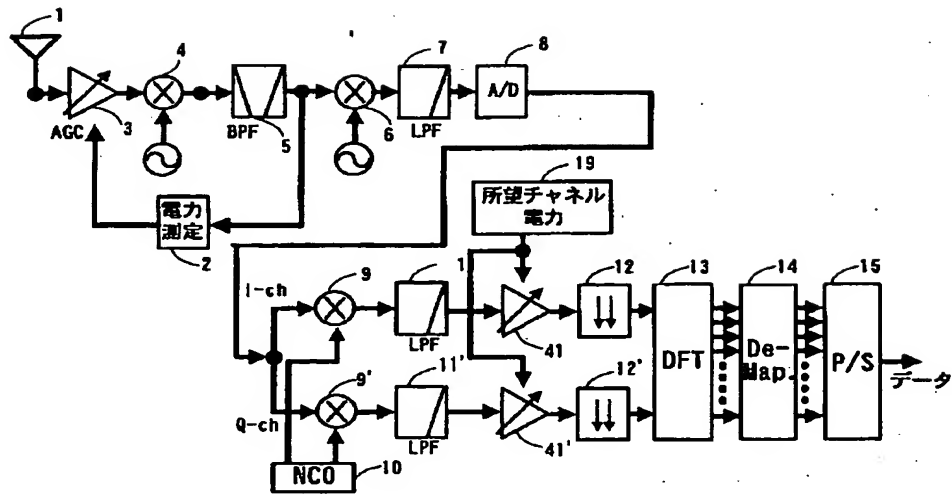 1
4
7
8
A/D
AGC
3
BPF
5
6
LPF
電力
測定
2
19
所望チャネル
電力
I-ch
9
1
12
13
14
15
LPF
41
DFT
De-
Map.
P/S
データ
9'
11'
12'
Q-ch
LPF
41'
NCO
10